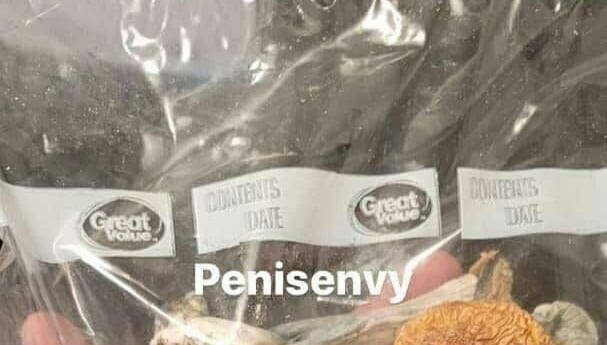 Great
Value
CONTENTS
DATE
Great
Value
CONTENTS
DATE
Penisenvy